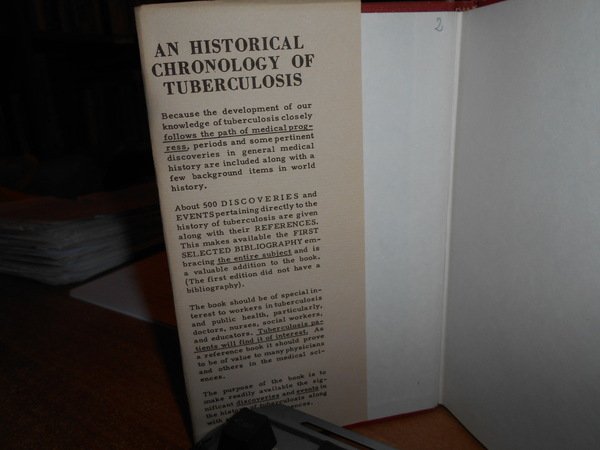 2
AN HISTORICAL
CHRONOLOGY OF
TUBERCULOSIS
Because the development of our
knowledge of tuberculosis closely
follows the path of medical prog-
ress, periods and some pertinent
discoveries in general medical
history are included along with a
few background items in world
history.
About 500 DISCOVERIES and
EVENTS pertaining directly to the
history of tuberculosis are given
along with their REFERENCES.
This makes available the FIRST
SELECTED BIBLIOGRAPHY em-
bracing the entire subject and is
a valuable addition to the book.
(The first edition did not have a
bibliography).
The book should be of special in-
terest to workers in tuberculosis
and public health, particularly,
doctors, nurses, social workers,
and educators. Tuberculosis pa-
tients will find it of interest. As
a reference book it should prove
to be of value to many physicians
and others in the medical sci-
ences.
The purpose of the book is to
make readily available the sig-
nificant discoveries and events in
the history of tuberculosis along
with